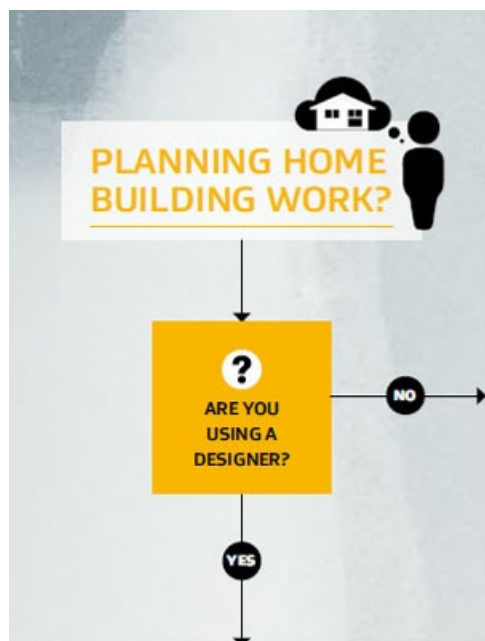 PLANNING HOME
BUILDING WORK?
?
ARE YOU
USING A
DESIGNER?
NO
YES